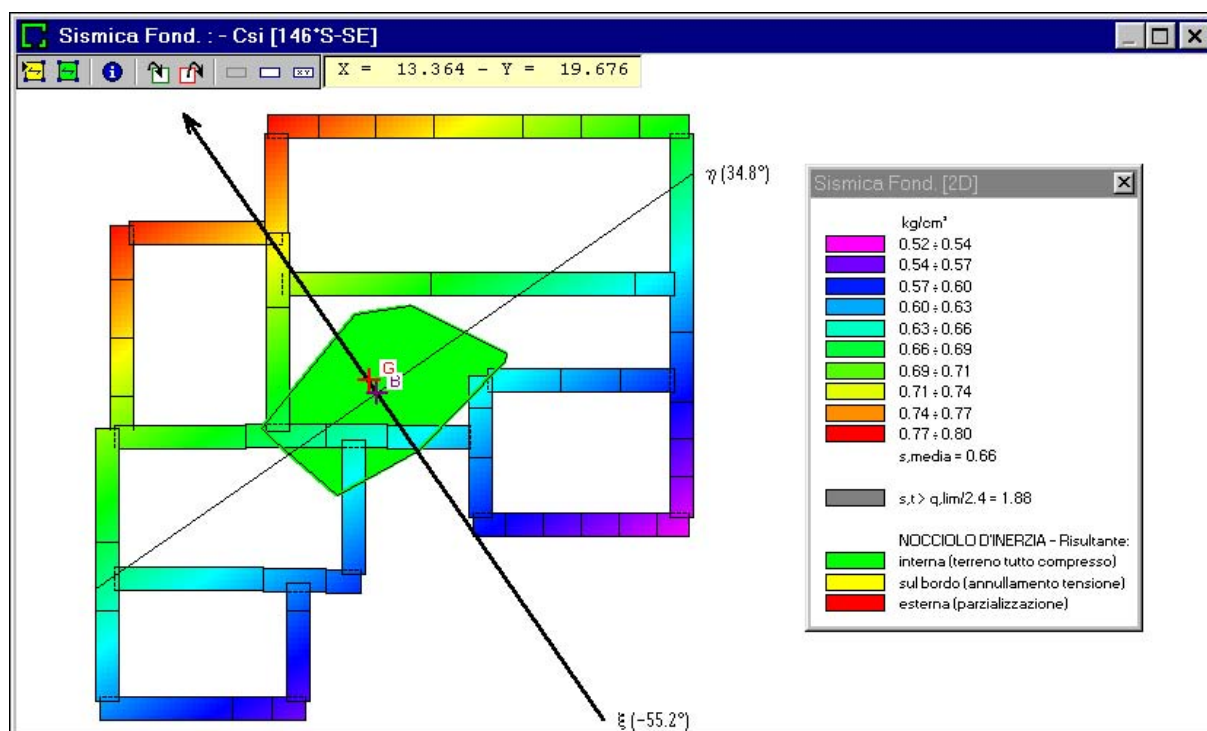 Sismica Fond. : - Csi [146*S-SE]
X = 13.364 - Y = 19.676
η (34.8°)
G
B
ξ (-55.2°)
Sismica Fond. [2D]
kg/cm²
0.52 ÷ 0.54
0.54 ÷ 0.57
0.57 ÷ 0.60
0.60 ÷ 0.63
0.63 ÷ 0.66
0.66 ÷ 0.69
0.69 ÷ 0.71
0.71 ÷ 0.74
0.74 ÷ 0.77
0.77 ÷ 0.80
s,media = 0.66
s,t > q,lim/2.4 = 1.88
NOCCIOLO D'INERZIA - Risultante:
interna (terreno tutto compresso)
sul bordo (annullamento tensione)
esterna (parzializzazione)